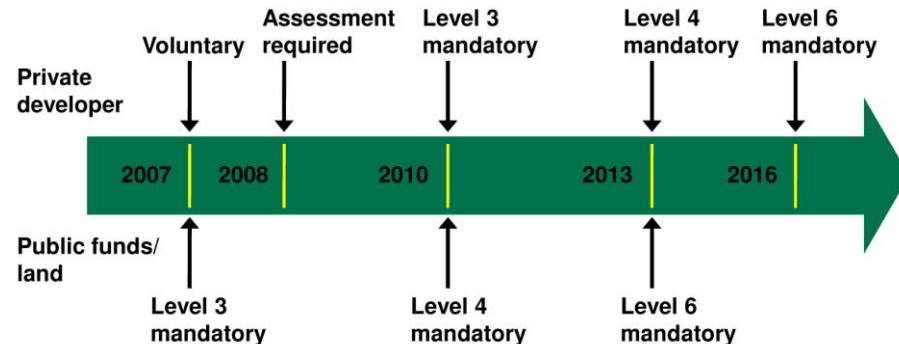 Voluntary
Assessment
required
Level 3
mandatory
Level 4
mandatory
Level 6
mandatory
Private
developer
2007
2008
2010
2013
2016
Public funds/
land
Level 3
mandatory
Level 4
mandatory
Level 6
mandatory